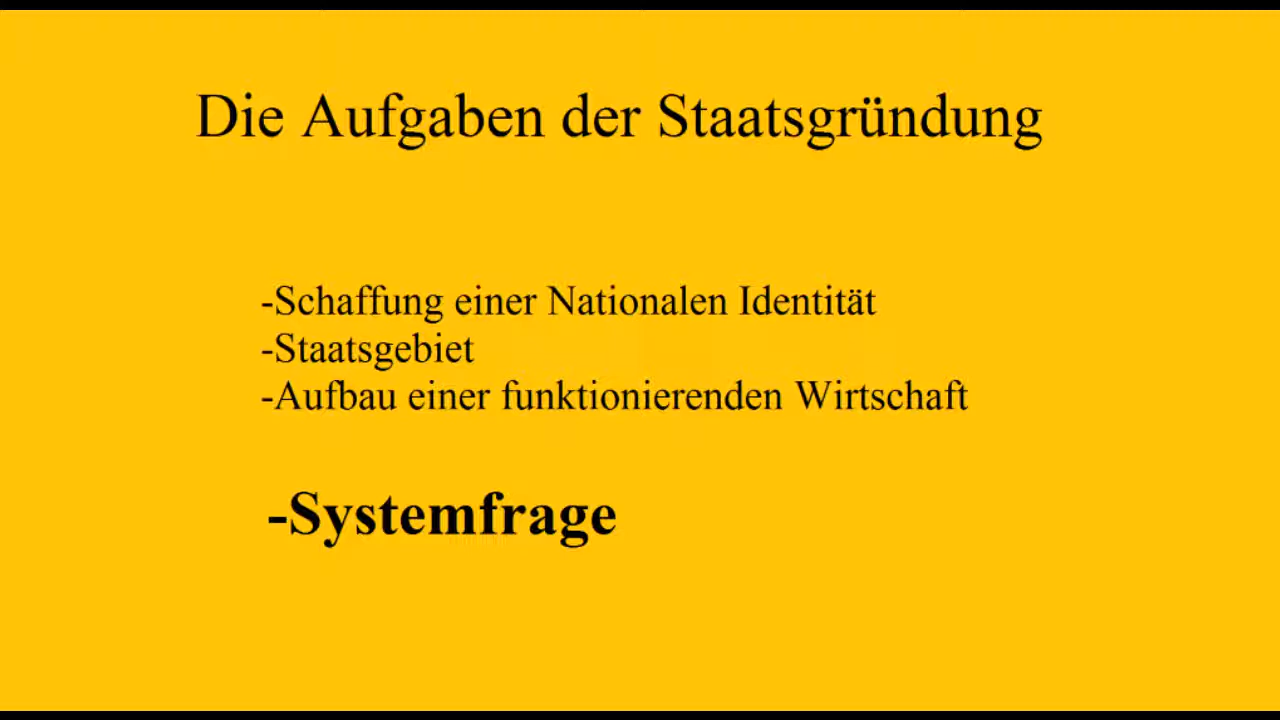 Die Aufgaben der Staatsgründung
-Schaffung einer Nationalen Identität
-Staatsgebiet
-Aufbau einer funktionierenden Wirtschaft
-Systemfrage